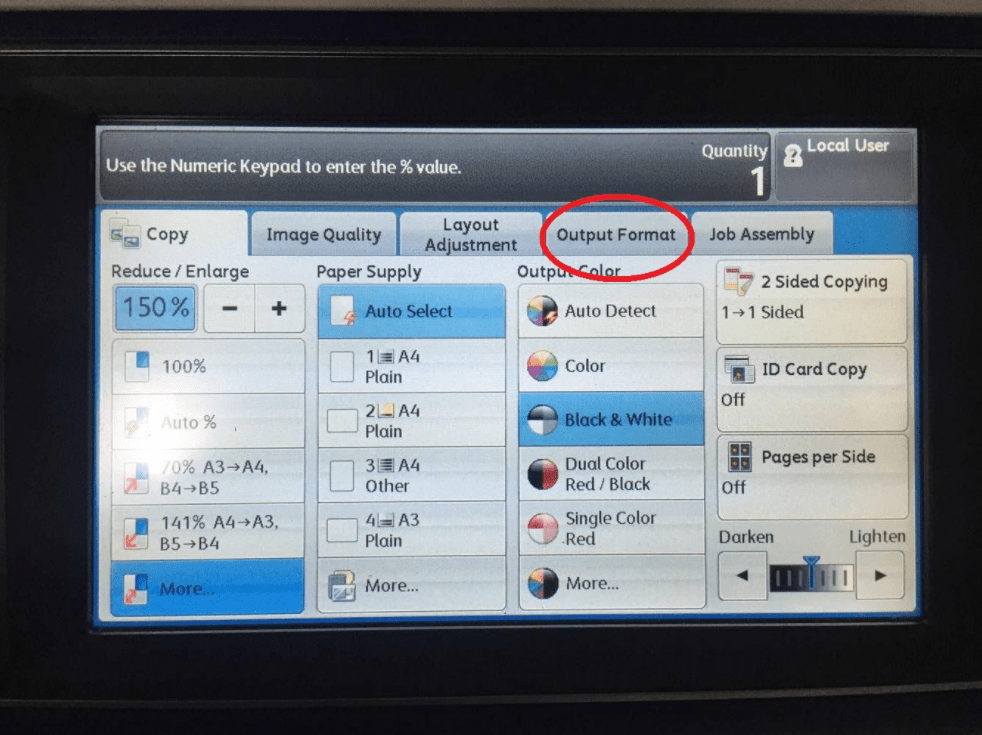 Use the Numeric Keypad to enter the % value.
Quantity
1
Local User
Copy
Image Quality
Layout
Adjustment
Output Format
Job Assembly
Reduce / Enlarge
150%
−
+
100%
Auto %
70% A3→A4,
B4→B5
141% A4→A3,
B5→B4
More...
Paper Supply
Auto Select
1 A4
Plain
2 A4
Plain
3 A4
Other
4 A3
Plain
More...
Output Color
Auto Detect
Color
Black & White
Dual Color
Red / Black
Single Color
Red
More...
2 Sided Copying
1→1 Sided
ID Card Copy
Off
Pages per Side
Off
Darken
Lighten